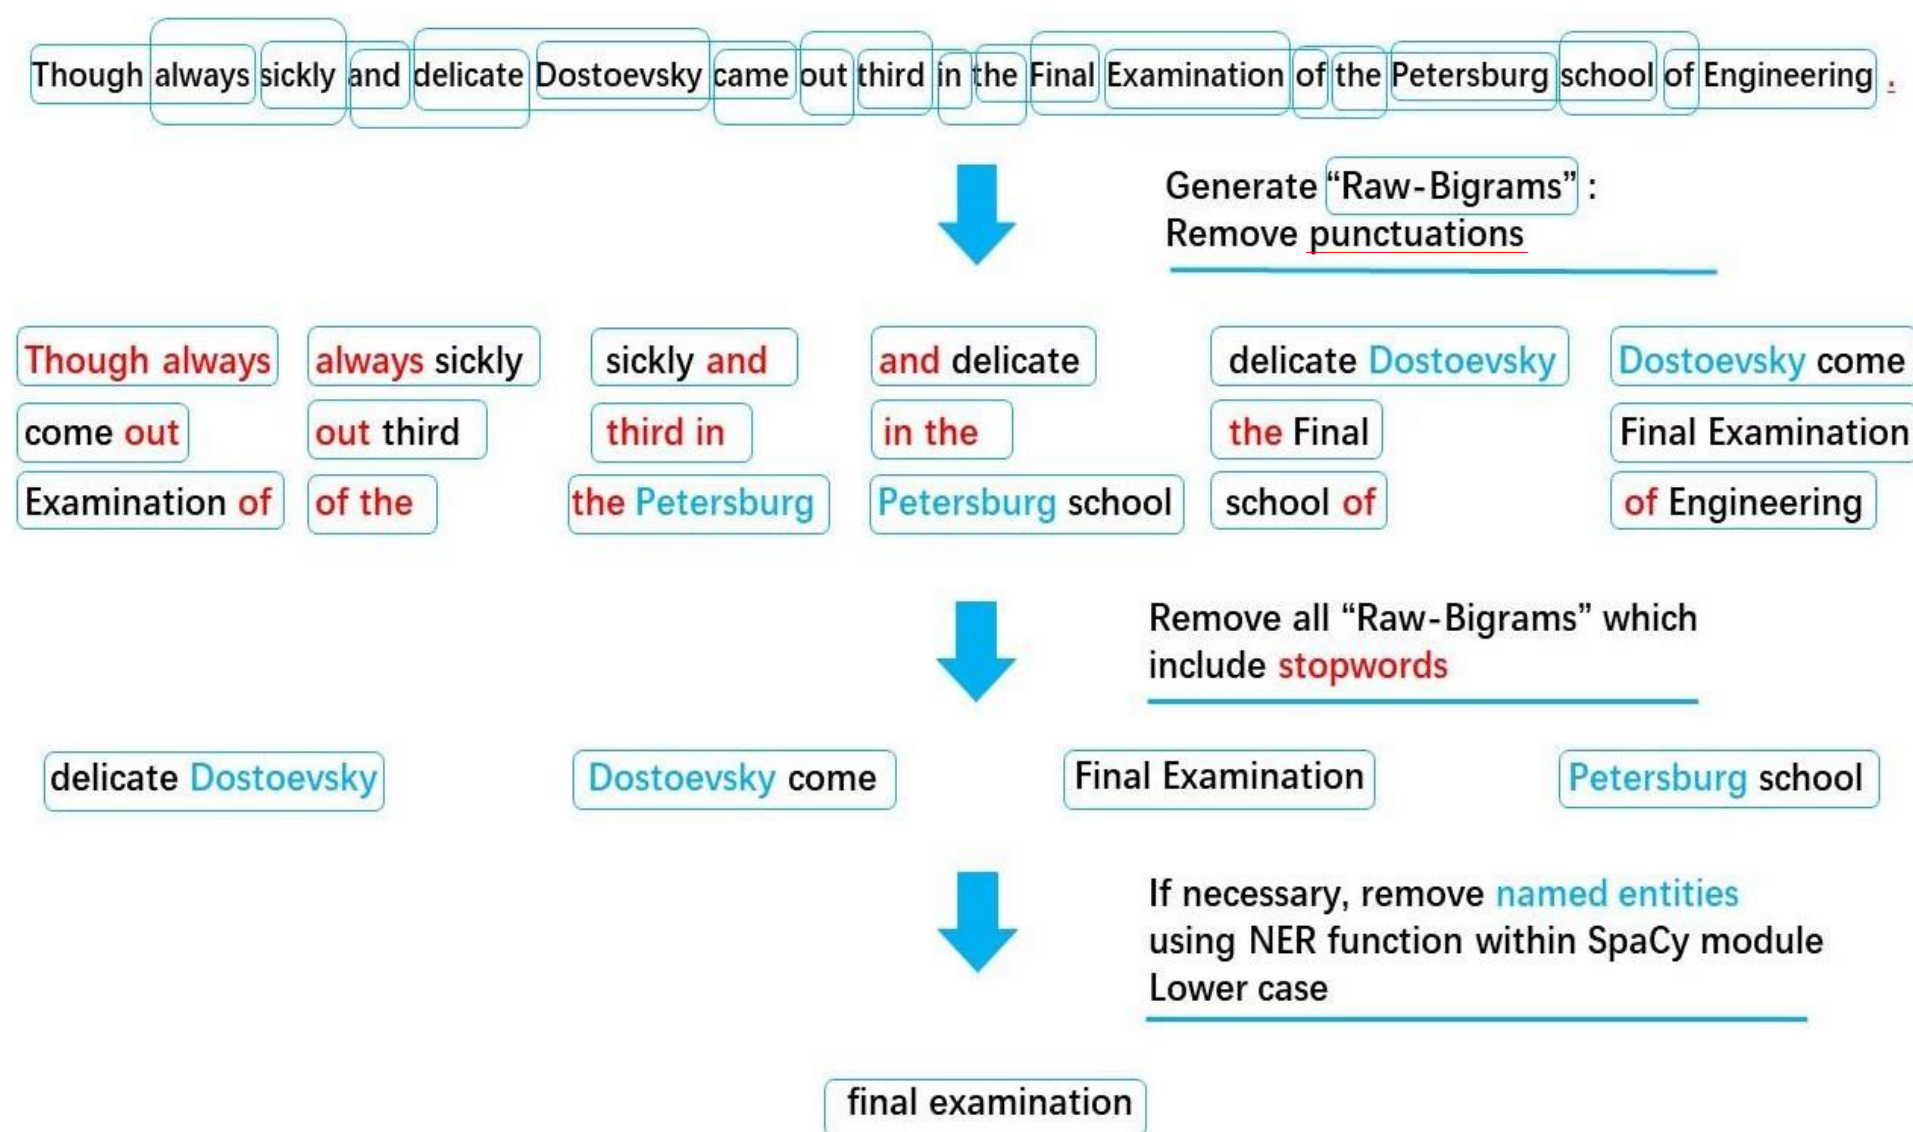 Though always sickly and delicate Dostoevsky came out third in the Final Examination of the Petersburg school of Engineering .
Generate “Raw-Bigrams” :
Remove punctuations
Though always always sickly sickly and and delicate delicate Dostoevsky Dostoevsky come
come out out third third in in the the Final Final Examination
Examination of of the the Petersburg Petersburg school school of of Engineering
Remove all “Raw-Bigrams” which
include stopwords
delicate Dostoevsky Dostoevsky come Final Examination Petersburg school
If necessary, remove named entities
using NER function within SpaCy module
Lower case
final examination